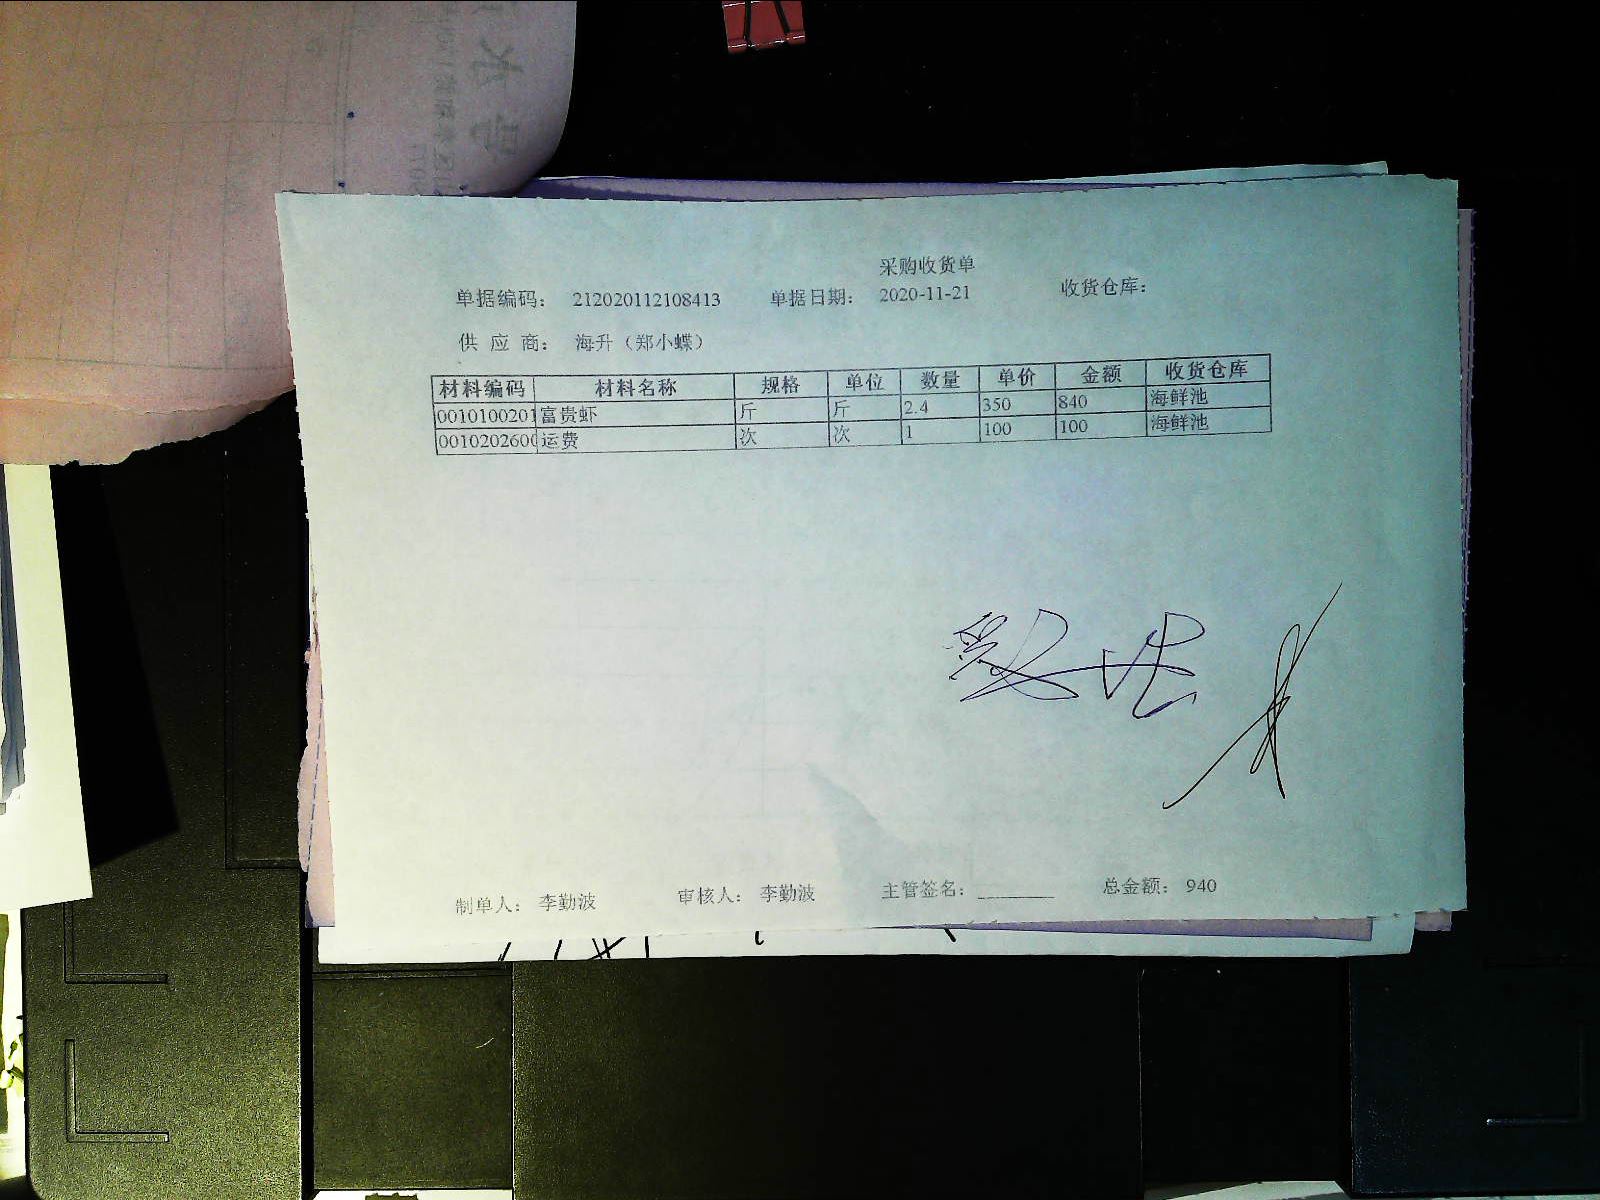 采购收货单
单据编码： 212020112108413 单据日期： 2020-11-21 收货仓库：
供 应 商： 海升（郑小蝶）
材料编码 材料名称 规格 单位 数量 单价 金额 收货仓库
0010100201 富贵虾 斤 斤 2.4 350 840 海鲜池
001020260 运费 次 次 1 100 100 海鲜池
制单人： 李勤波 审核人： 李勤波 主管签名： 总金额： 940